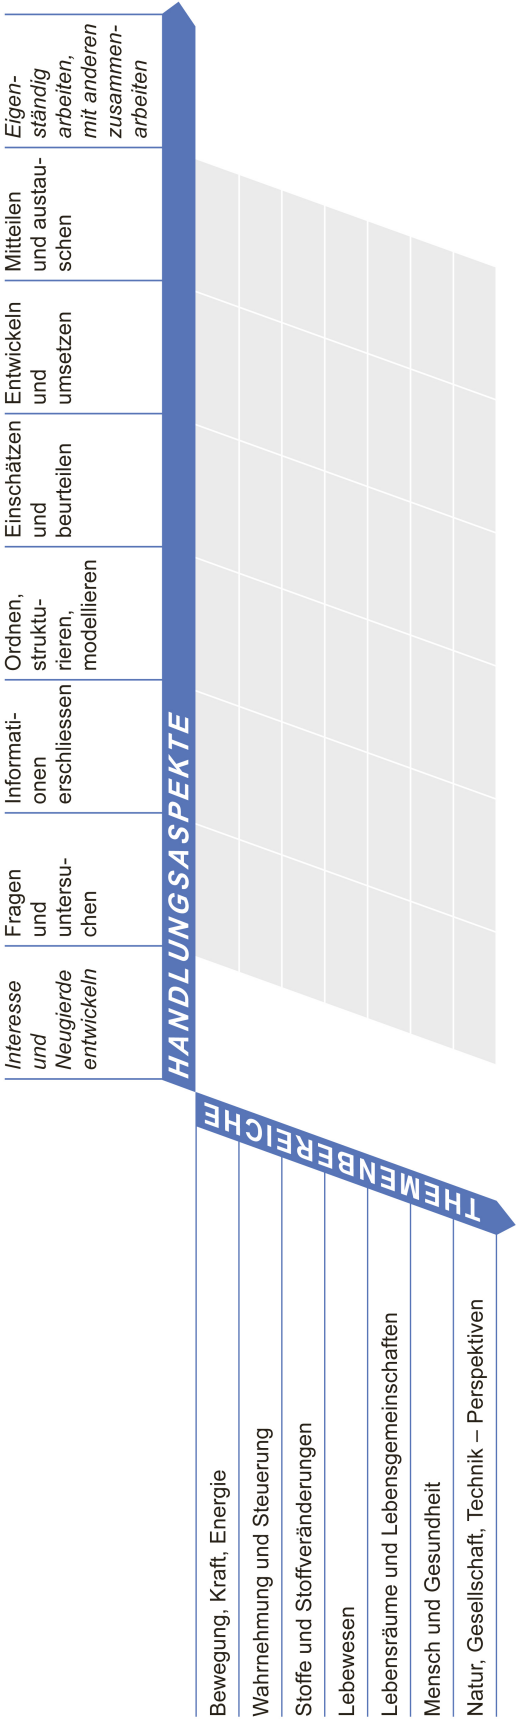 Interesse
und
Neugierde
entwickeln
Fragen
und
untersu-
chen
Informati-
onen
erschliessen
Ordnen,
struktu-
rieren,
modellieren
Einschätzen
und
beurteilen
Entwickeln
und
umsetzen
Mitteilen
und austau-
schen
Eigen-
ständig
arbeiten,
mit anderen
zusammen-
arbeiten
HANDLUNGSASPEKTE
THEMENBEREICHE
Bewegung, Kraft, Energie
Wahrnehmung und Steuerung
Stoffe und Stoffveränderungen
Lebewesen
Lebensräume und Lebensgemeinschaften
Mensch und Gesundheit
Natur, Gesellschaft, Technik – Perspektiven